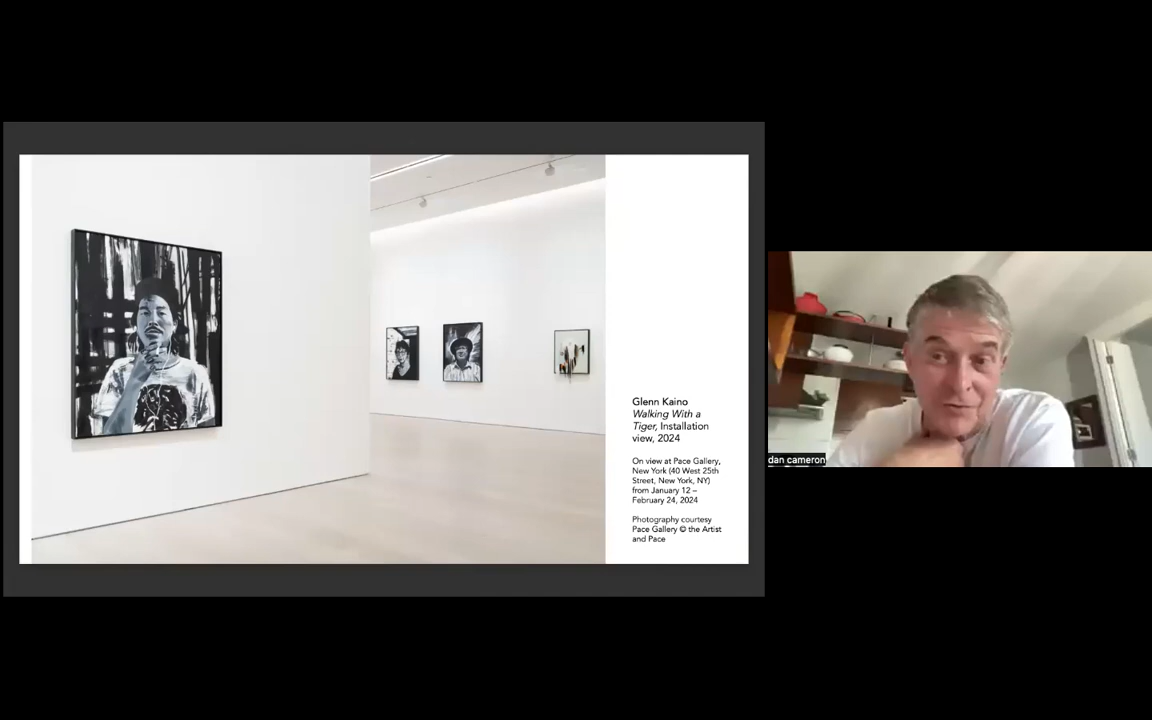 Glenn Kaino
Walking With a
Tiger, Installation
view, 2024
On view at Pace Gallery,
New York (40 West 25th
Street, New York, NY)
from January 12 –
February 24, 2024
Photography courtesy
Pace Gallery © the Artist
and Pace
dan cameron